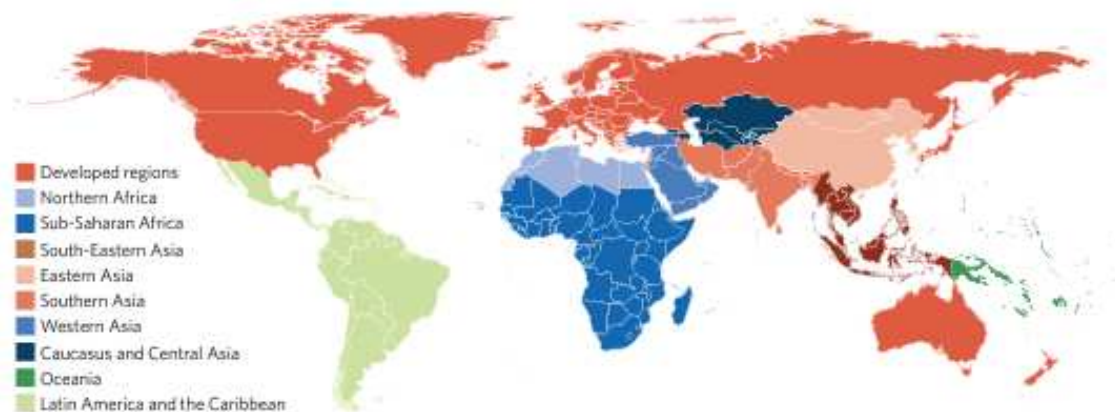 Developed regions
Northern Africa
Sub-Saharan Africa
South-Eastern Asia
Eastern Asia
Southern Asia
Western Asia
Caucasus and Central Asia
Oceania
Latin America and the Caribbean